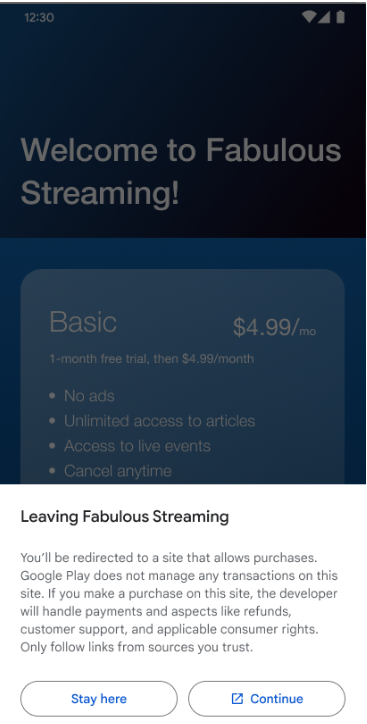 12:30
Welcome to Fabulous
Streaming!
Basic
$4.99/mo
1-month free trial, then $4.99/month
• No ads
• Unlimited access to articles
• Access to live events
• Cancel anytime
Leaving Fabulous Streaming
You’ll be redirected to a site that allows purchases.
Google Play does not manage any transactions on this
site. If you make a purchase on this site, the developer
will handle payments and aspects like refunds,
customer support, and applicable consumer rights.
Only follow links from sources you trust.
Stay here
Continue